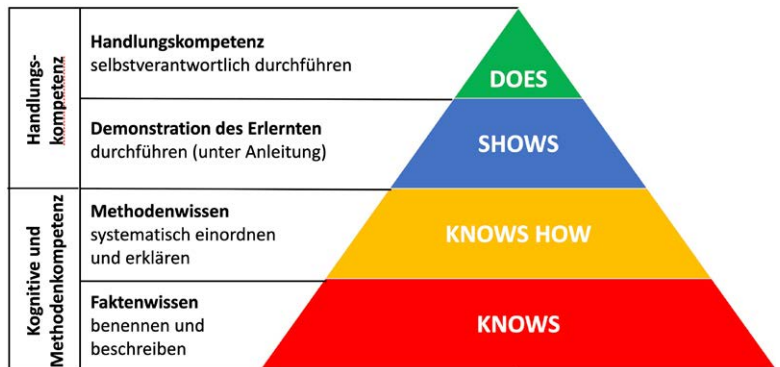 Handlungs-
kompetenz
Handlungskompetenz
selbstverantwortlich durchführen
DOES
Demonstration des Erlernten
durchführen (unter Anleitung)
SHOWS
Kognitive und
Methodenkompetenz
Methodenwissen
systematisch einordnen
und erklären
KNOWS HOW
Faktenwissen
benennen und
beschreiben
KNOWS